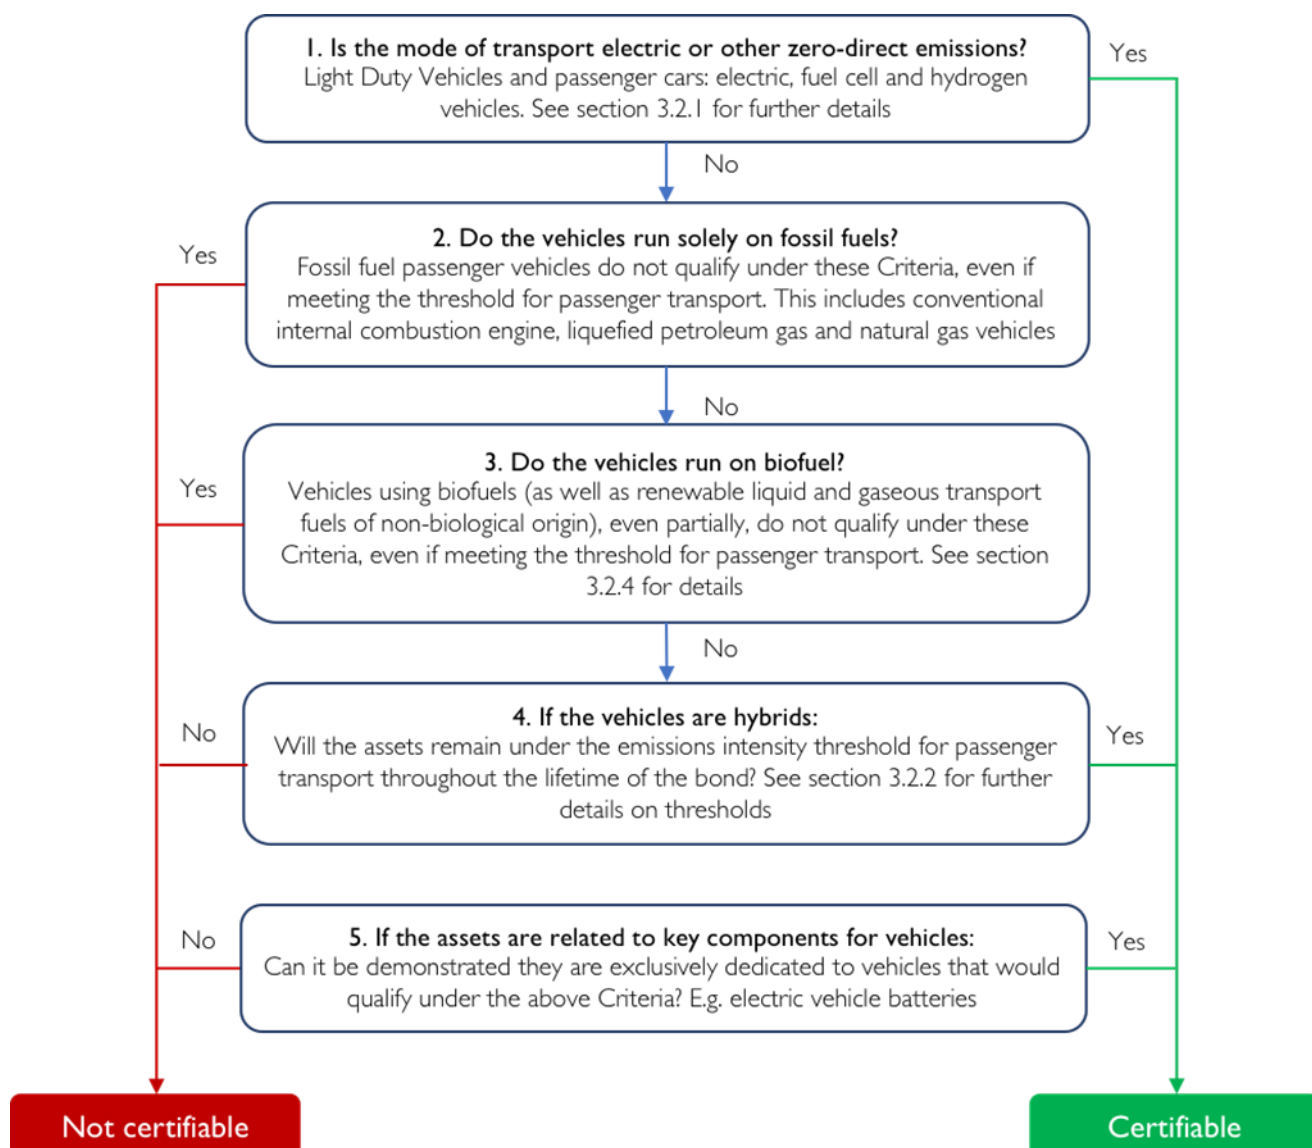 1. Is the mode of transport electric or other zero-direct emissions?
Light Duty Vehicles and passenger cars: electric, fuel cell and hydrogen
vehicles. See section 3.2.1 for further details
Yes
No
2. Do the vehicles run solely on fossil fuels?
Fossil fuel passenger vehicles do not qualify under these Criteria, even if
meeting the threshold for passenger transport. This includes conventional
internal combustion engine, liquefied petroleum gas and natural gas vehicles
Yes
No
3. Do the vehicles run on biofuel?
Vehicles using biofuels (as well as renewable liquid and gaseous transport
fuels of non-biological origin), even partially, do not qualify under these
Criteria, even if meeting the threshold for passenger transport. See section
3.2.4 for details
Yes
No
4. If the vehicles are hybrids:
Will the assets remain under the emissions intensity threshold for passenger
transport throughout the lifetime of the bond? See section 3.2.2 for further
details on thresholds
No
Yes
5. If the assets are related to key components for vehicles:
Can it be demonstrated they are exclusively dedicated to vehicles that would
qualify under the above Criteria? E.g. electric vehicle batteries
No
Yes
Not certifiable
Certifiable